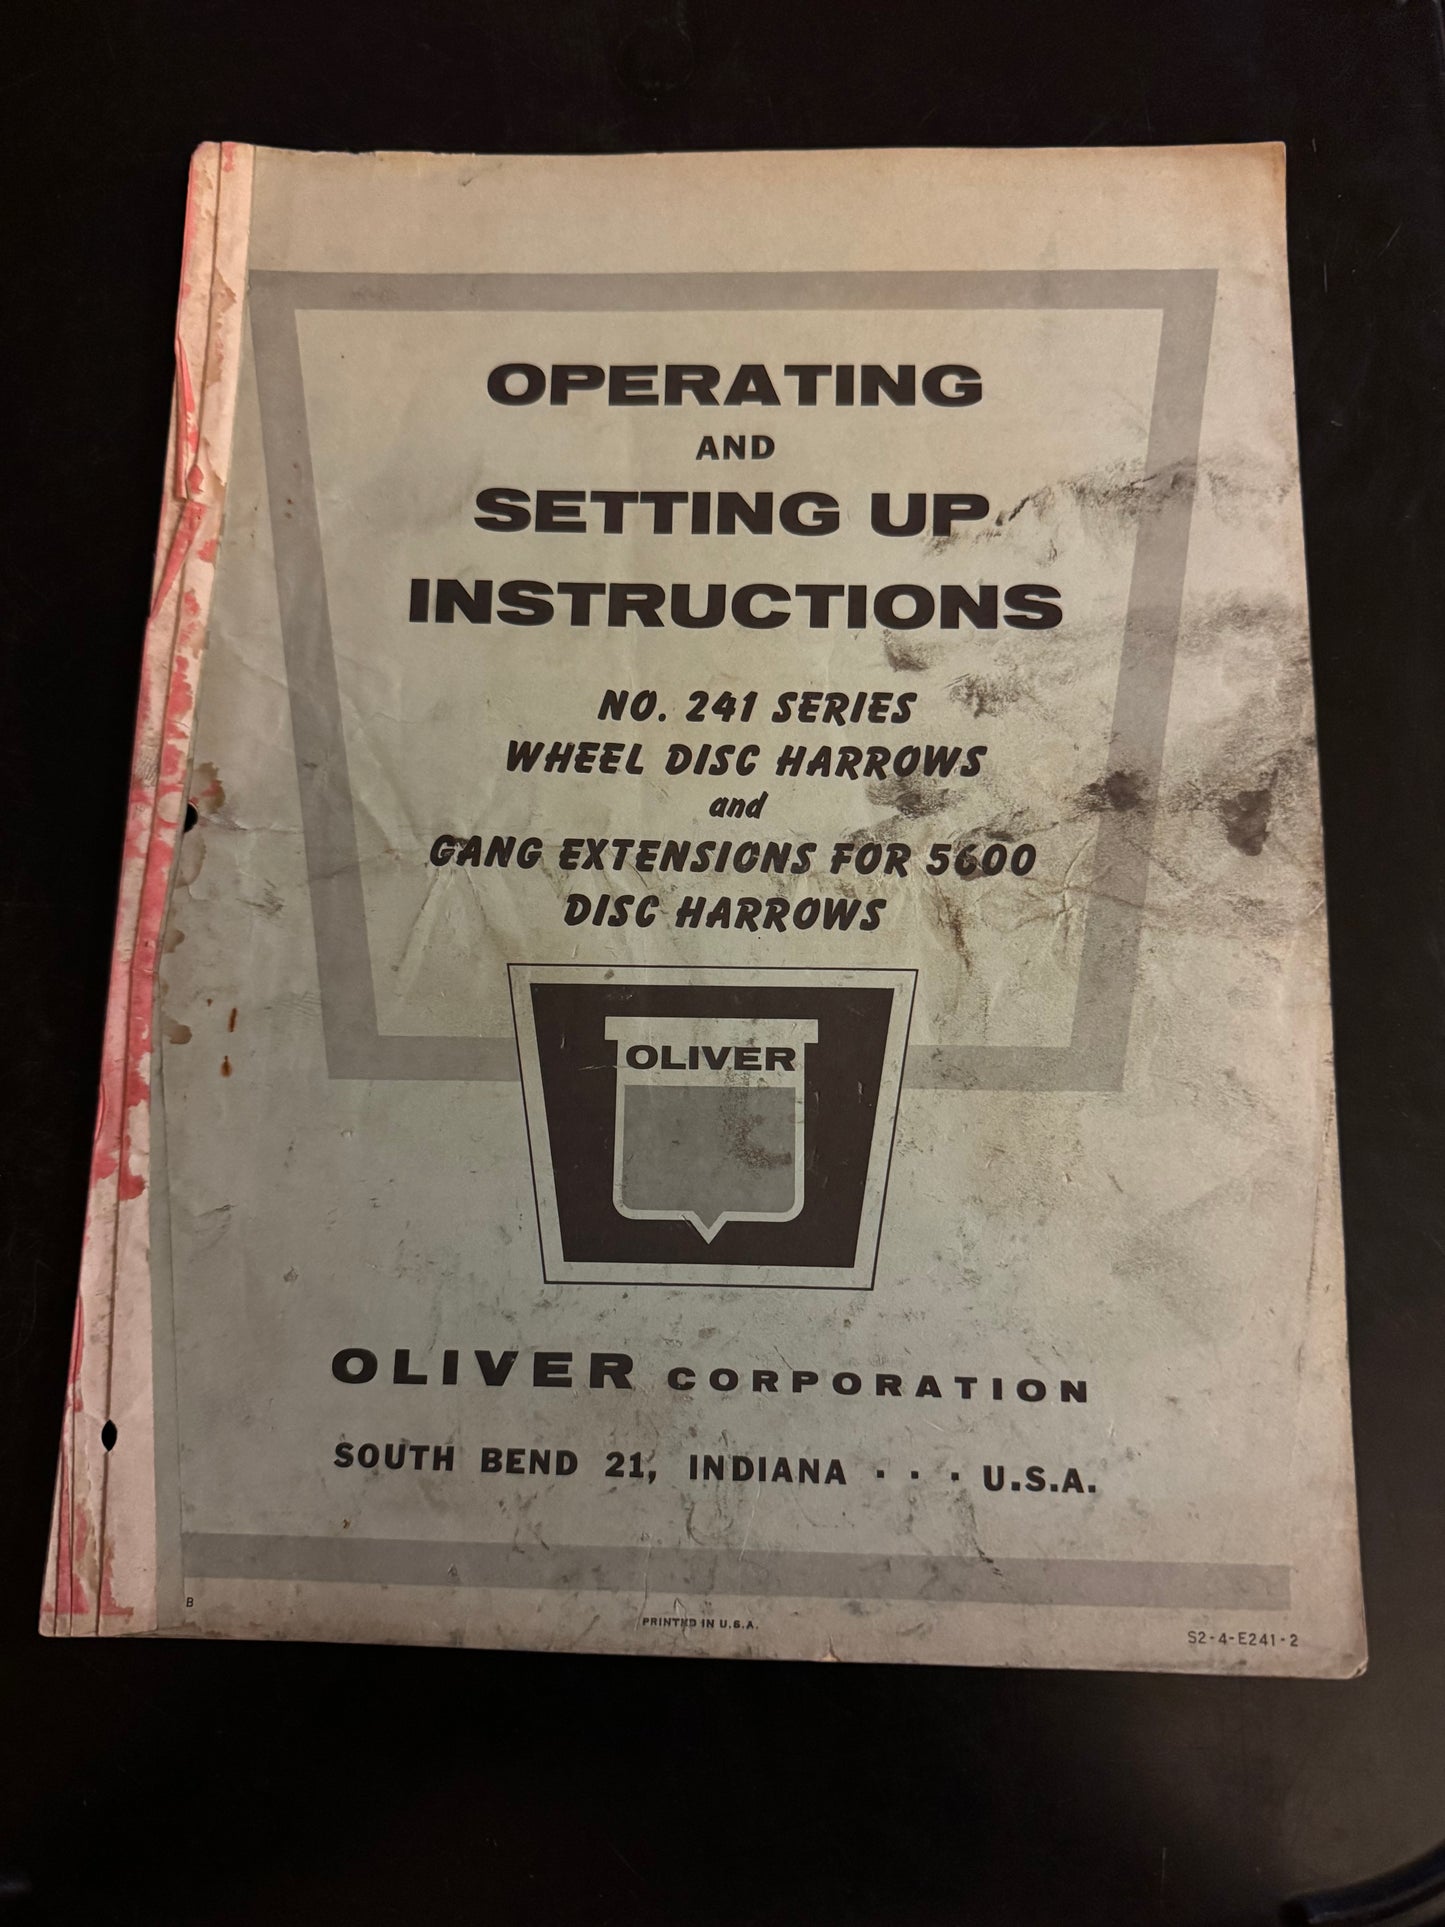 OPERATING
AND
SETTING UP
INSTRUCTIONS
NO. 241 SERIES
WHEEL DISC HARROWS
and
GANG EXTENSIONS FOR 5600
DISC HARROWS
OLIVER
OLIVER CORPORATION
SOUTH BEND 21, INDIANA . . . U.S.A.
B
PRINTED IN U.S.A.
S2-4-E241-2